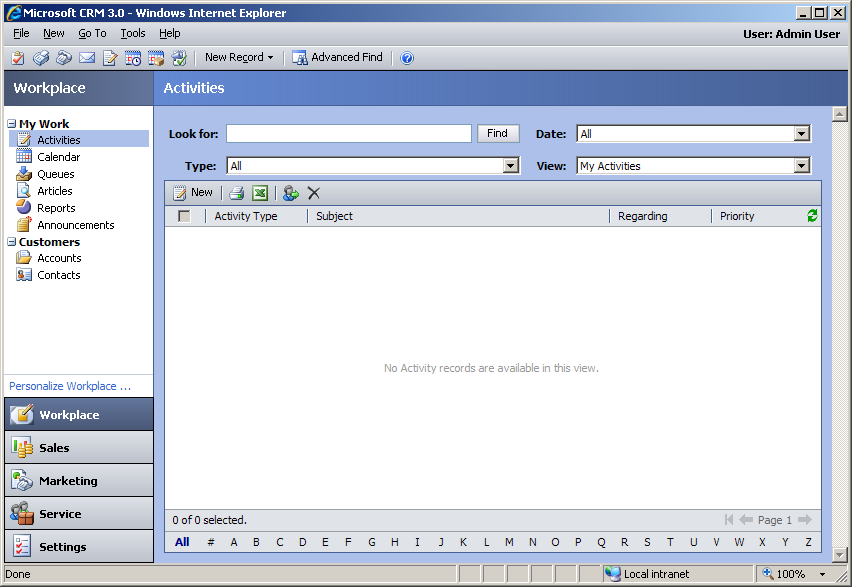 Microsoft CRM 3.0 - Windows Internet Explorer
File New Go To Tools Help User: Admin User
New Record Advanced Find
Workplace
Activities
My Work
Activities
Calendar
Queues
Articles
Reports
Announcements
Customers
Accounts
Contacts
Personalize Workplace ...
Workplace
Sales
Marketing
Service
Settings
Look for: Find Date: All
Type: All View: My Activities
New
Activity Type Subject Regarding Priority
No Activity records are available in this view.
0 of 0 selected. Page 1
All # A B C D E F G H I J K L M N O P Q R S T U V W X Y Z
Done Local intranet 100%